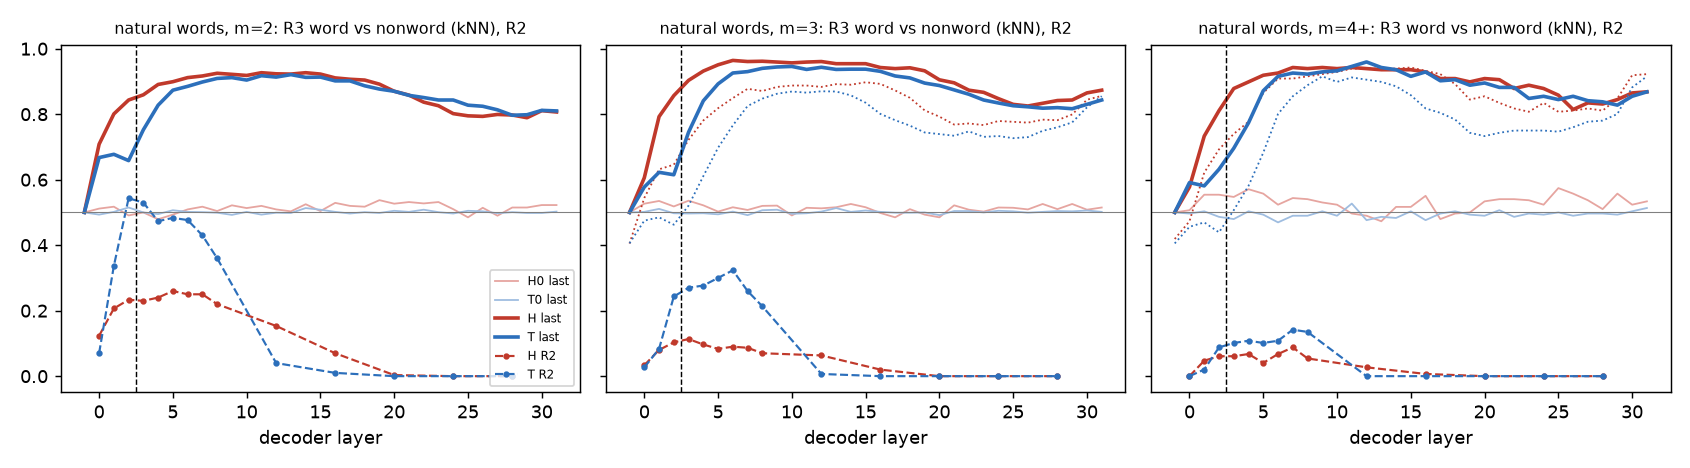 natural words, m=2: R3 word vs nonword (kNN), R2
natural words, m=3: R3 word vs nonword (kNN), R2
natural words, m=4+: R3 word vs nonword (kNN), R2
1.0
0.8
0.6
0.4
0.2
0.0
H0 last
T0 last
H last
T last
H R2
T R2
0 5 10 15 20 25 30
0 5 10 15 20 25 30
0 5 10 15 20 25 30
decoder layer
decoder layer
decoder layer